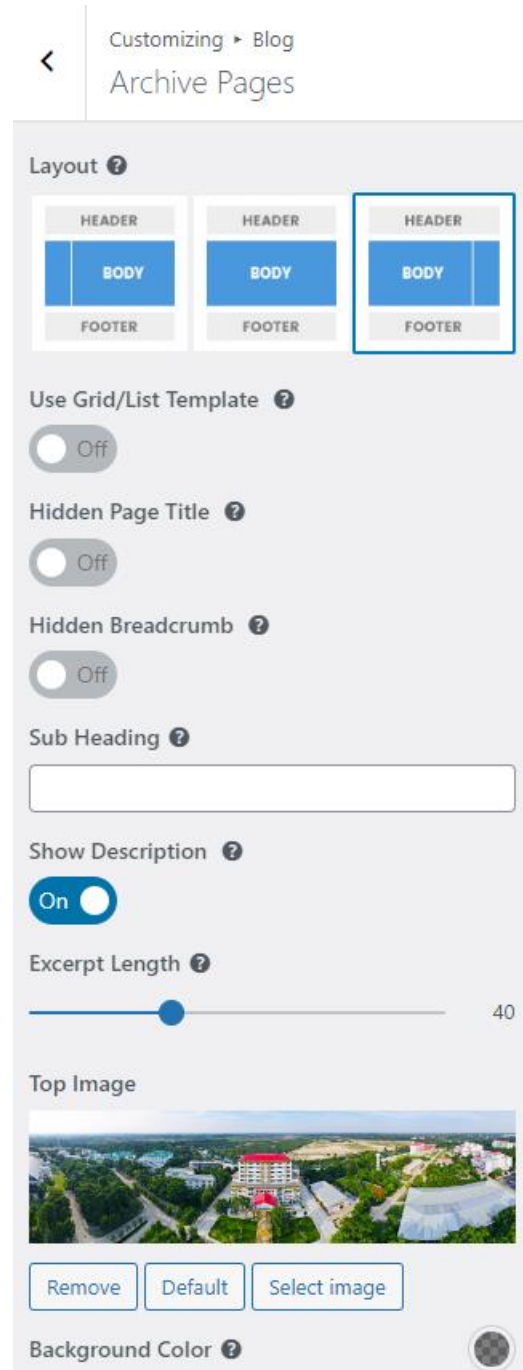 Customizing ▸ Blog
Archive Pages
Layout
HEADER HEADER HEADER
BODY BODY BODY
FOOTER FOOTER FOOTER
Use Grid/List Template
Off
Hidden Page Title
Off
Hidden Breadcrumb
Off
Sub Heading
Show Description
On
Excerpt Length
40
Top Image
Remove Default Select image
Background Color